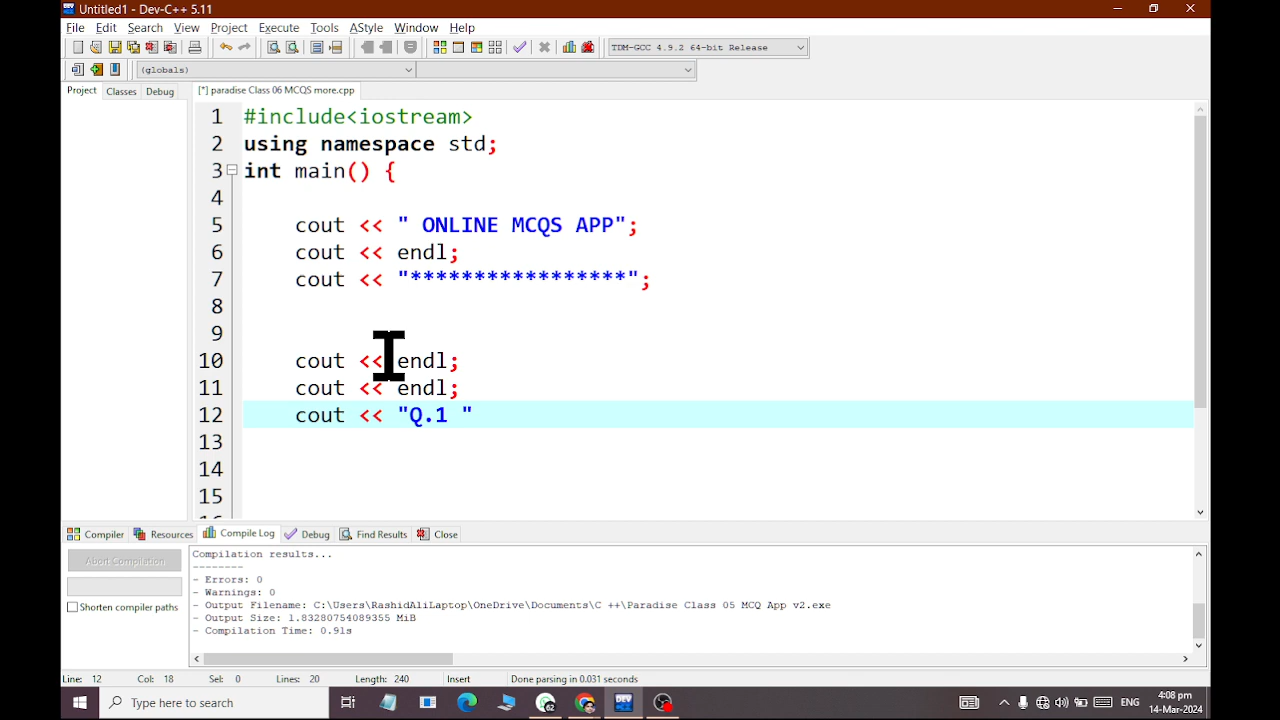 Untitled1 - Dev-C++ 5.11
File Edit Search View Project Execute Tools AStyle Window Help
TDM-GCC 4.9.2 64-bit Release
(globals)
Project Classes Debug [*] paradise Class 06 MCQS more.cpp
1 #include<iostream>
2 using namespace std;
3 int main() {
4
5 cout << " ONLINE MCQS APP";
6 cout << endl;
7 cout << "*****************";
8
9
10 cout << endl;
11 cout << endl;
12 cout << "Q.1 "
13
14
15
Compiler Resources Compile Log Debug Find Results Close
Abort Compilation
Shorten compiler paths
Compilation results...
--------
- Errors: 0
- Warnings: 0
- Output Filename: C:\Users\RashidAliLaptop\OneDrive\Documents\C ++\Paradise Class 05 MCQ App v2.exe
- Output Size: 1.83280754089355 MiB
- Compilation Time: 0.91s
Line: 12 Col: 18 Sel: 0 Lines: 20 Length: 240 Insert Done parsing in 0.031 seconds
Type here to search
ENG
4:08 pm
14-Mar-2024